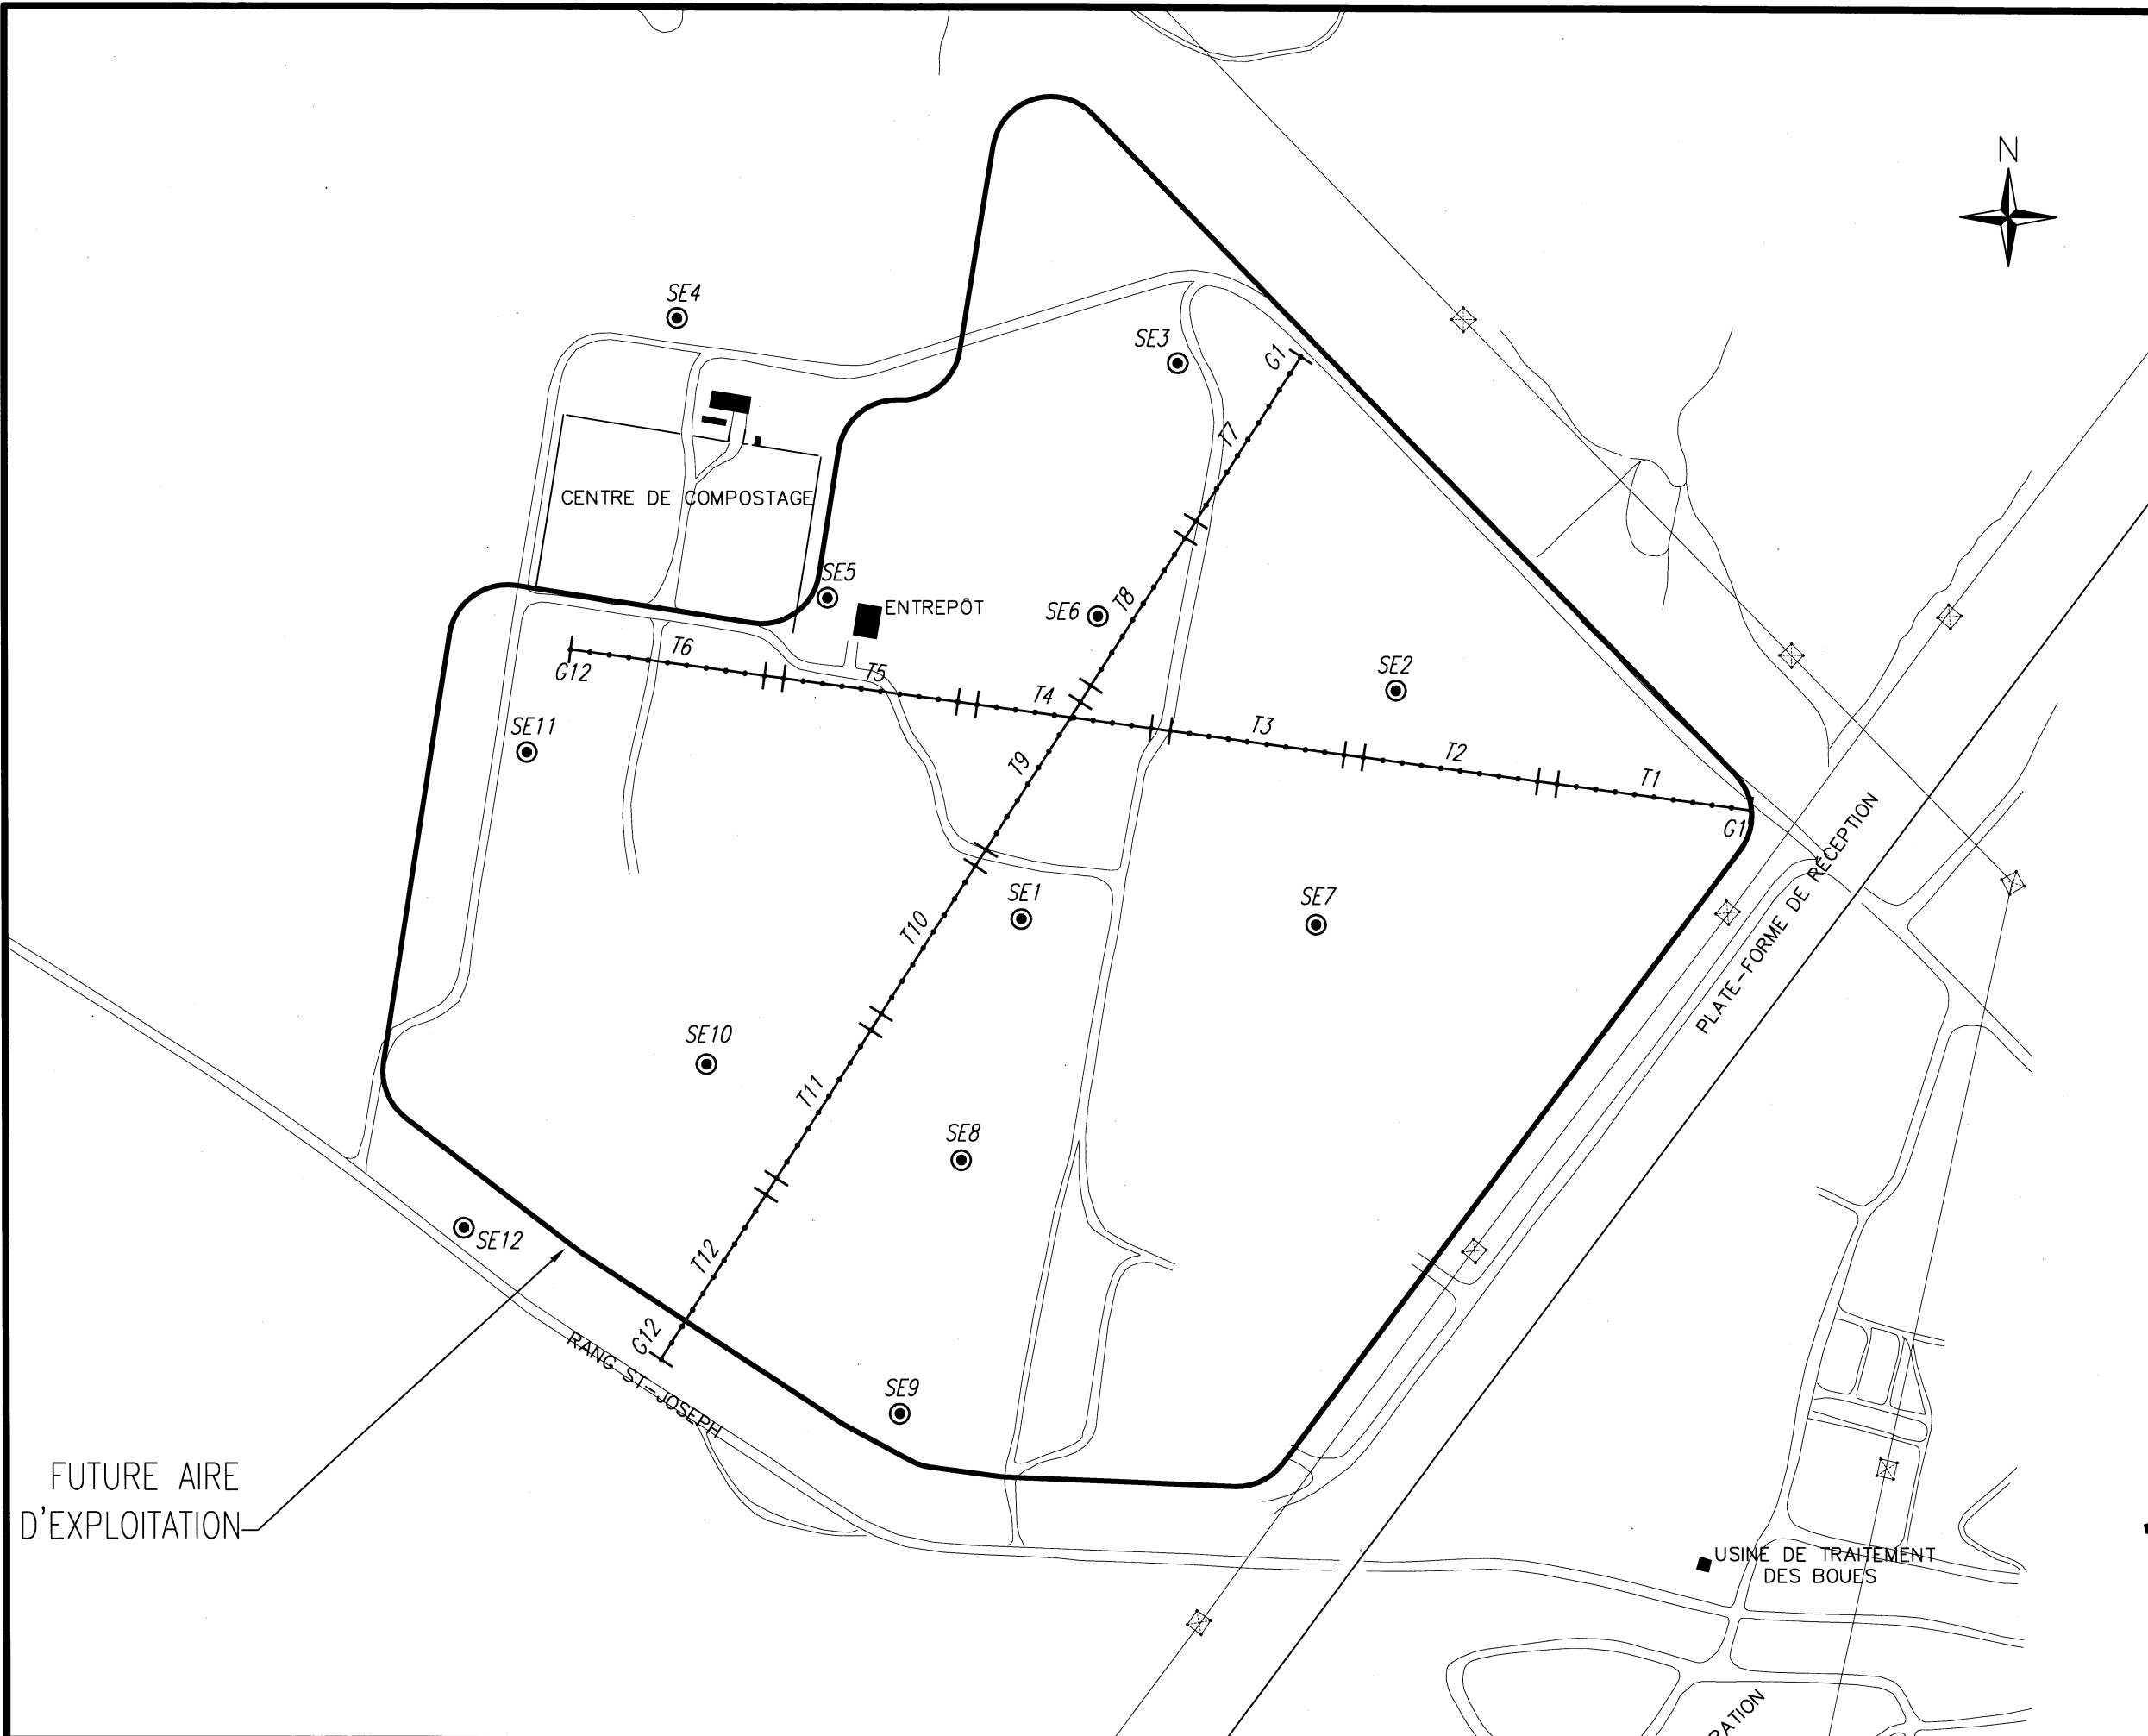 N
SE4
SE3
G1
T7
CENTRE DE COMPOSTAGE
SE5
ENTREPÔT
SE6
T8
T6
G12
T5
T4
SE2
SE11
T3
T2
T1
T9
G1
PLATE-FORME DE RÉCEPTION
SE1
SE7
T10
SE10
T11
SE8
SE12
T12
G12
RANG ST-JOSEPH
SE9
FUTURE AIRE
D'EXPLOITATION
USINE DE TRAITEMENT
DES BOUES